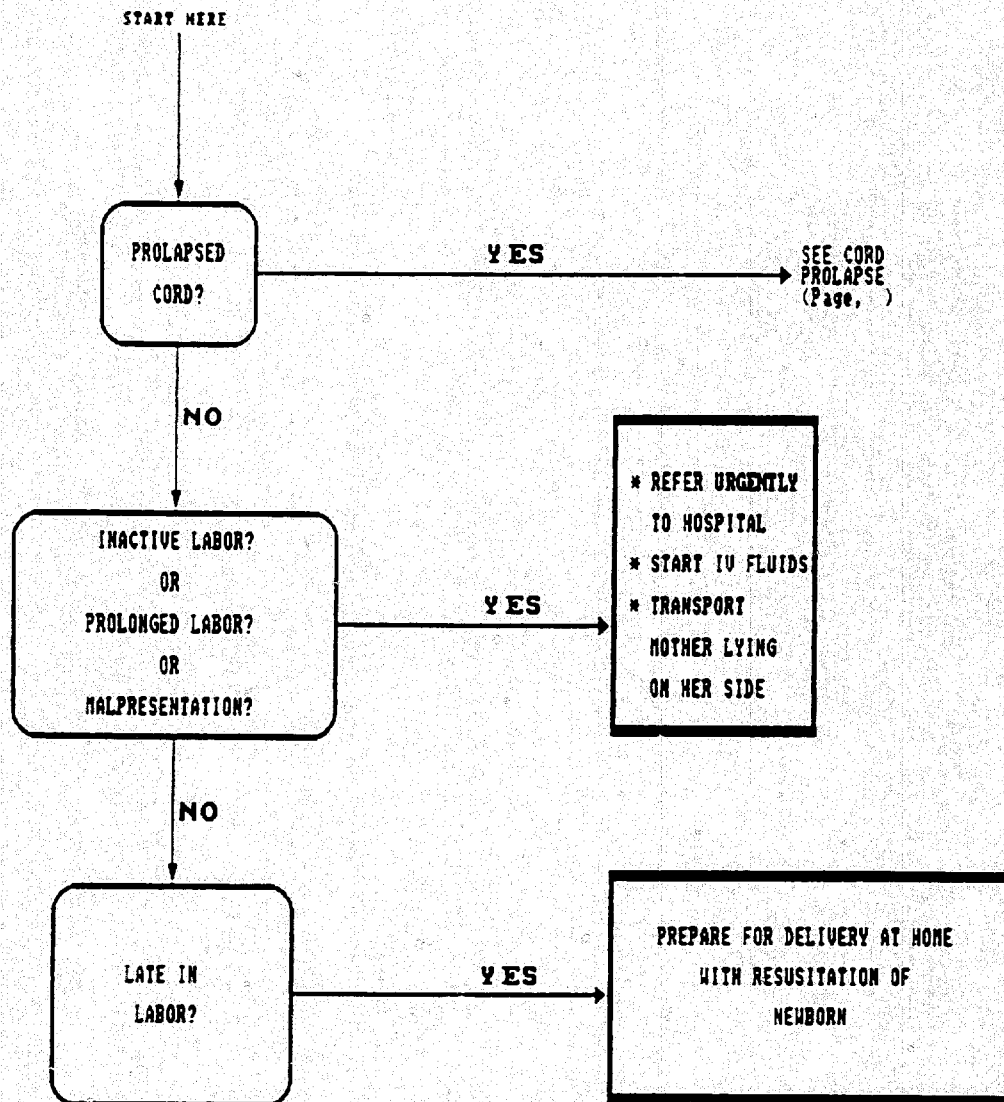 START HERE
PROLAPSED
CORD?
YES
SEE CORD
PROLAPSE
(Page, )
NO
INACTIVE LABOR?
OR
PROLONGED LABOR?
OR
MALPRESENTATION?
YES
* REFER URGENTLY
TO HOSPITAL
* START IV FLUIDS
* TRANSPORT
MOTHER LYING
ON HER SIDE
NO
LATE IN
LABOR?
YES
PREPARE FOR DELIVERY AT HOME
WITH RESUSITATION OF
NEWBORN